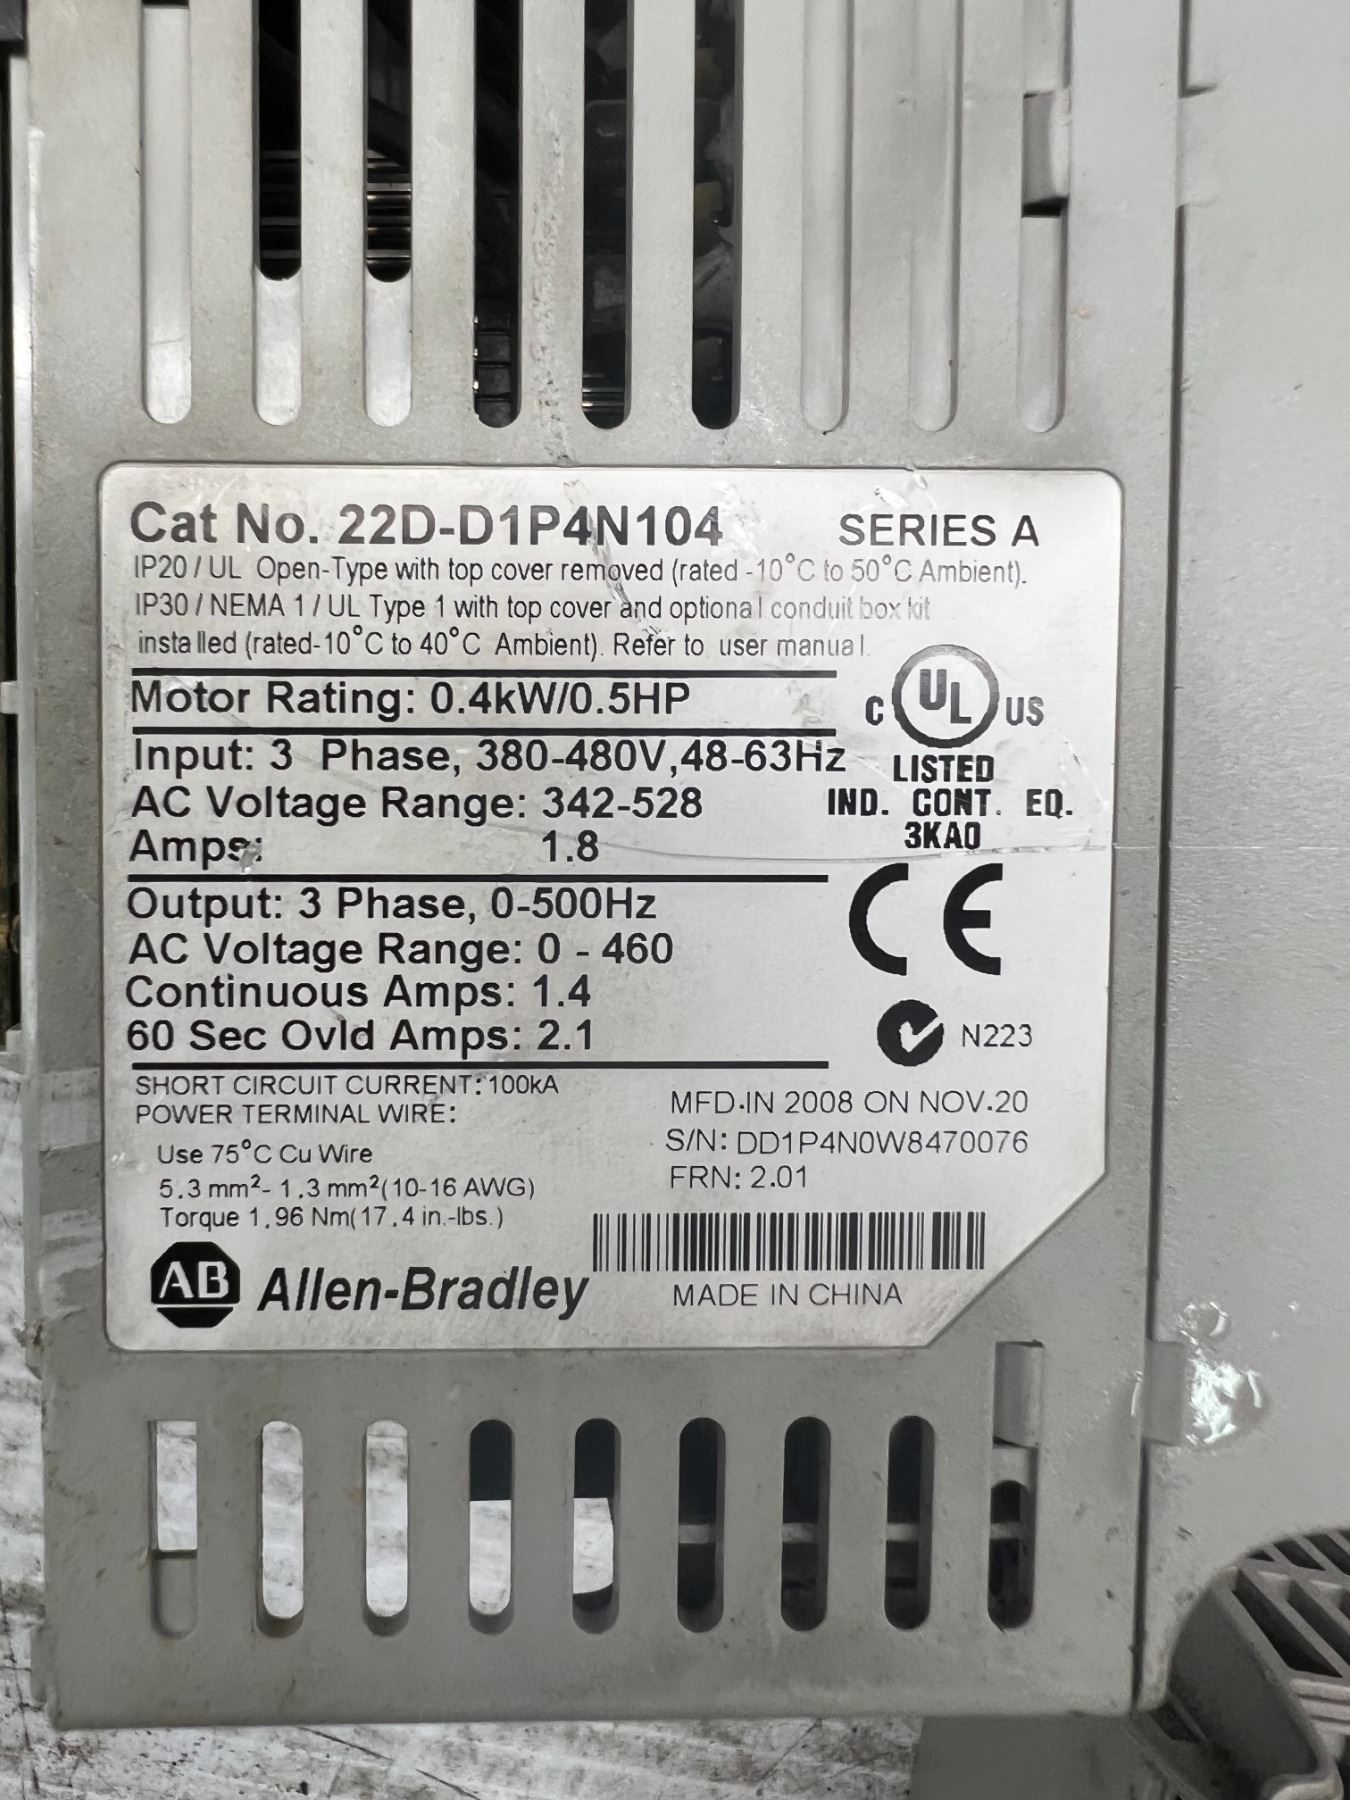 Cat No. 22D-D1P4N104 SERIES A
IP20 / UL Open-Type with top cover removed (rated -10°C to 50°C Ambient).
IP30 / NEMA 1 / UL Type 1 with top cover and optional conduit box kit
installed (rated-10°C to 40°C Ambient). Refer to user manual.
Motor Rating: 0.4kW/0.5HP
C UL US
Input: 3 Phase, 380-480V,48-63Hz
LISTED
AC Voltage Range: 342-528
IND. CONT. EQ.
3KA0
Amps: 1.8
Output: 3 Phase, 0-500Hz
CE
AC Voltage Range: 0 - 460
Continuous Amps: 1.4
60 Sec Ovld Amps: 2.1
N223
SHORT CIRCUIT CURRENT: 100kA
POWER TERMINAL WIRE:
Use 75°C Cu Wire
5.3 mm²- 1.3 mm²(10-16 AWG)
Torque 1.96 Nm(17.4 in.-lbs.)
MFD.IN 2008 ON NOV.20
S/N: DD1P4N0W8470076
FRN: 2.01
AB Allen-Bradley
MADE IN CHINA